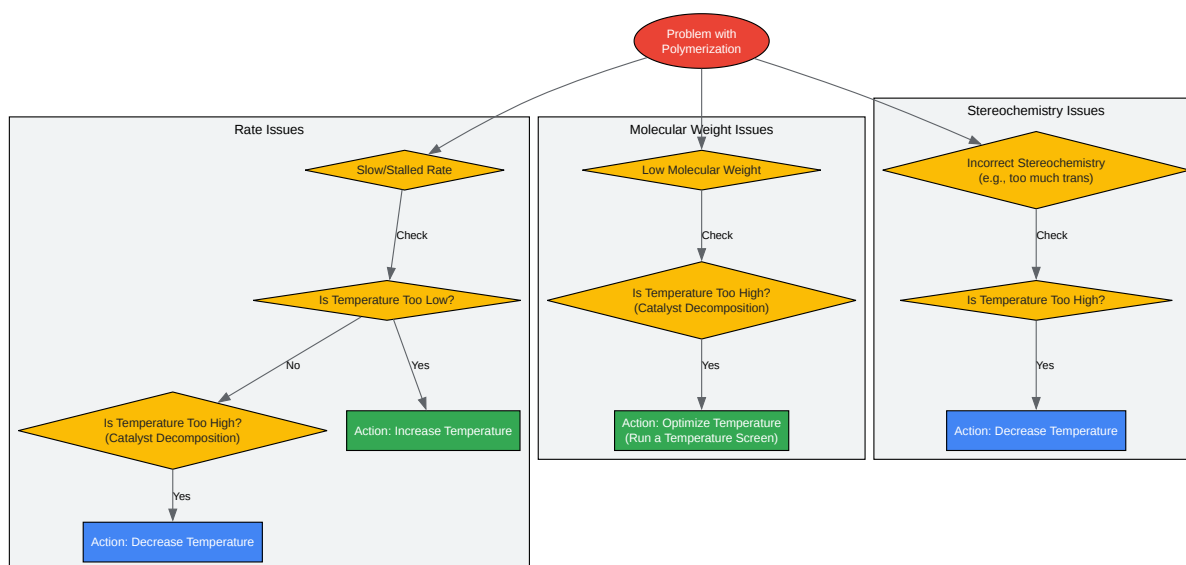 Problem with
Polymerization
Rate Issues
Slow/Stalled Rate
Check
Is Temperature Too Low?
No
Yes
Is Temperature Too High?
(Catalyst Decomposition)
Action: Increase Temperature
Yes
Action: Decrease Temperature
Molecular Weight Issues
Low Molecular Weight
Check
Is Temperature Too High?
(Catalyst Decomposition)
Yes
Action: Optimize Temperature
(Run a Temperature Screen)
Stereochemistry Issues
Incorrect Stereochemistry
(e.g., too much trans)
Check
Is Temperature Too High?
Yes
Action: Decrease Temperature